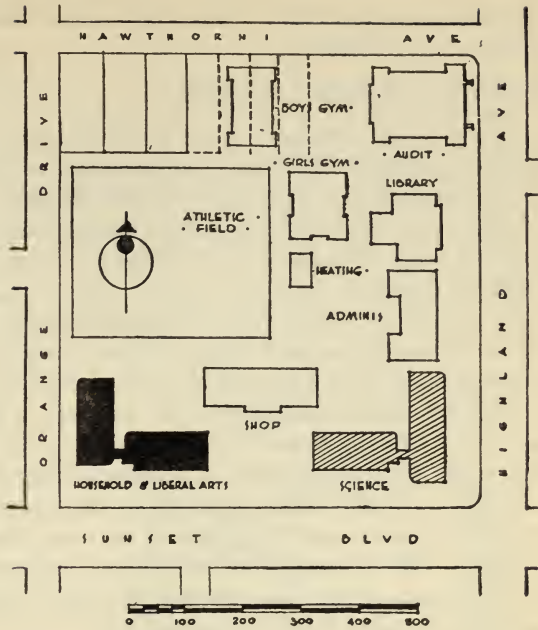 HAWTHORNI AVE
DRIVE
AVE
BOYS GYM
AUDIT
GIRLS GYM
LIBRARY
ATHLETIC
FIELD
HEATING
ADMINIS
ORANGE
HIGHLAND
SHOP
HOUSEHOLD & LIBERAL ARTS
SCIENCE
SUNSET BLVD
0 100 200 300 400 500